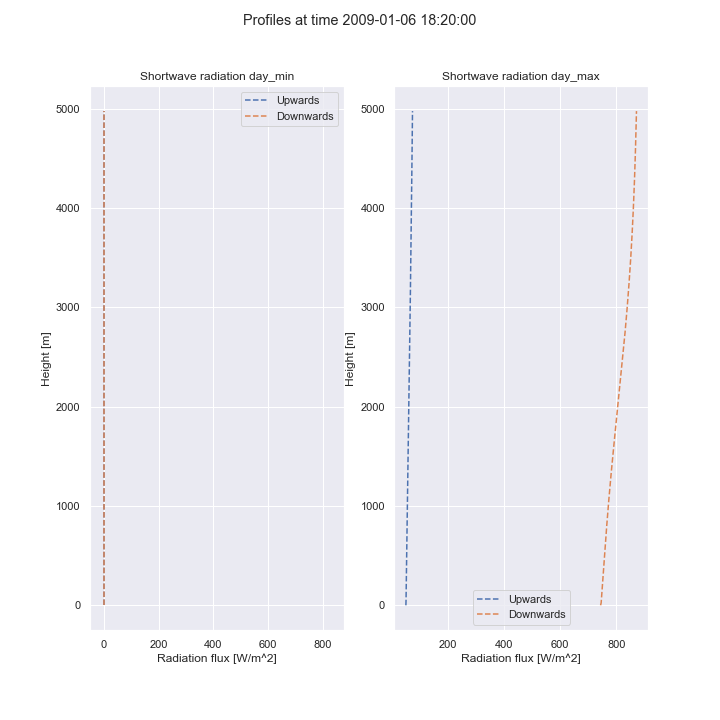 Profiles at time 2009-01-06 18:20:00
Shortwave radiation day_min
Upwards
Downwards
5000
4000
3000
2000
1000
0
Height [m]
0 200 400 600 800
Radiation flux [W/m^2]
Shortwave radiation day_max
5000
4000
3000
2000
1000
0
Height [m]
Upwards
Downwards
200 400 600 800
Radiation flux [W/m^2]